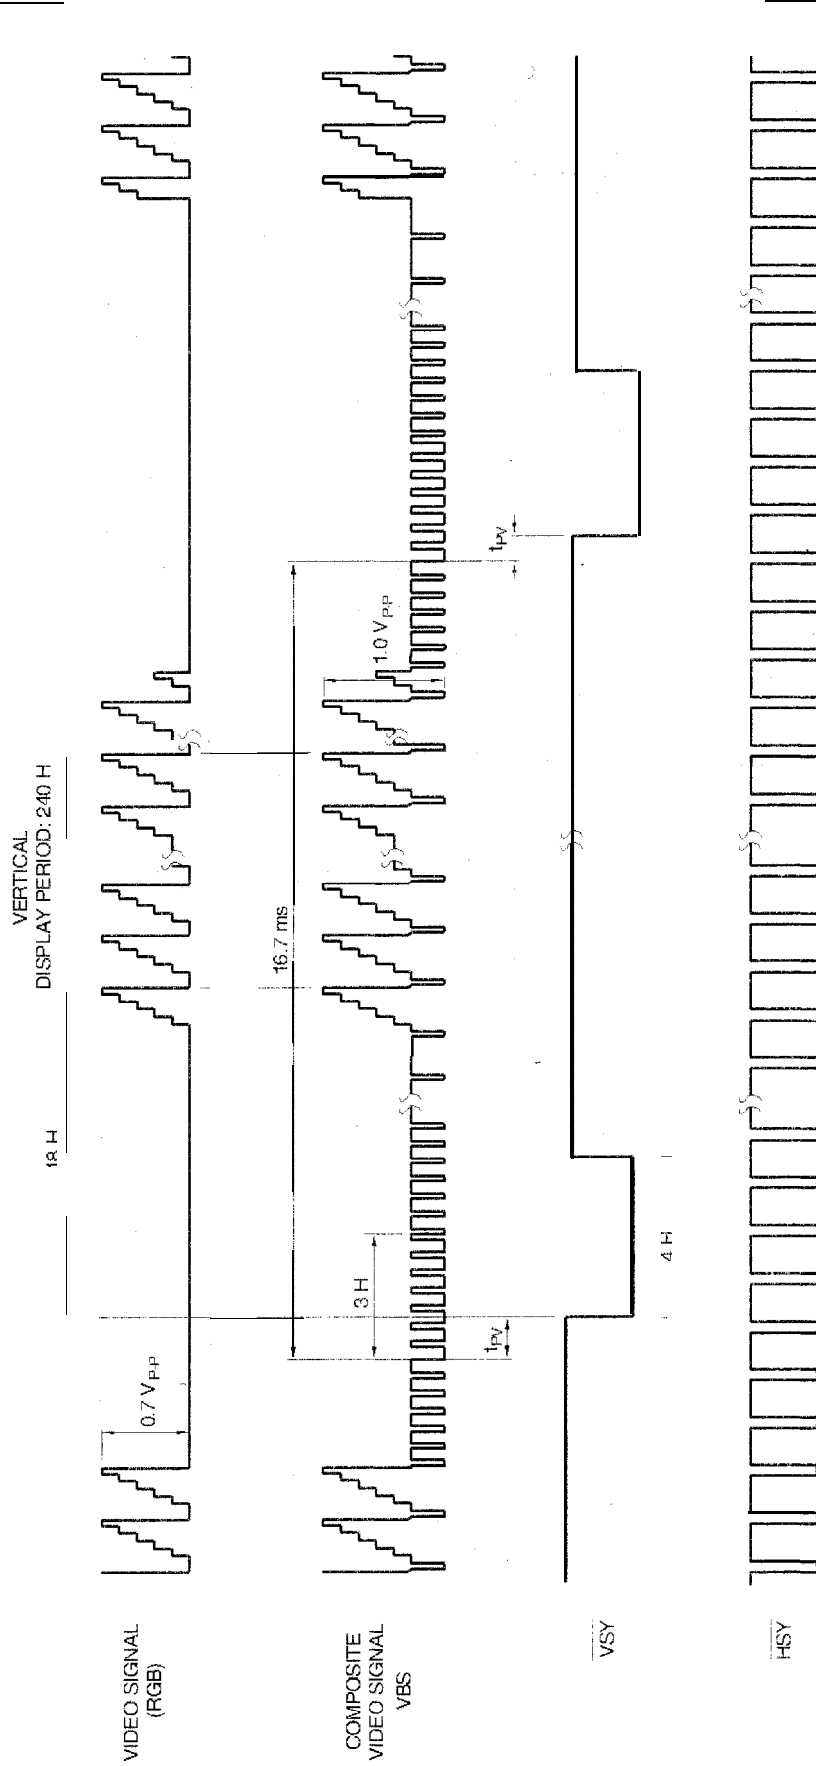 VERTICAL
DISPLAY PERIOD: 240 H
18 H
0.7 VP-P
16.7 ms
3 H
1.0 VP-P
tPV
tPV
4 H
VIDEO SIGNAL
(RGB)
COMPOSITE
VIDEO SIGNAL
VBS
VSY
HSY